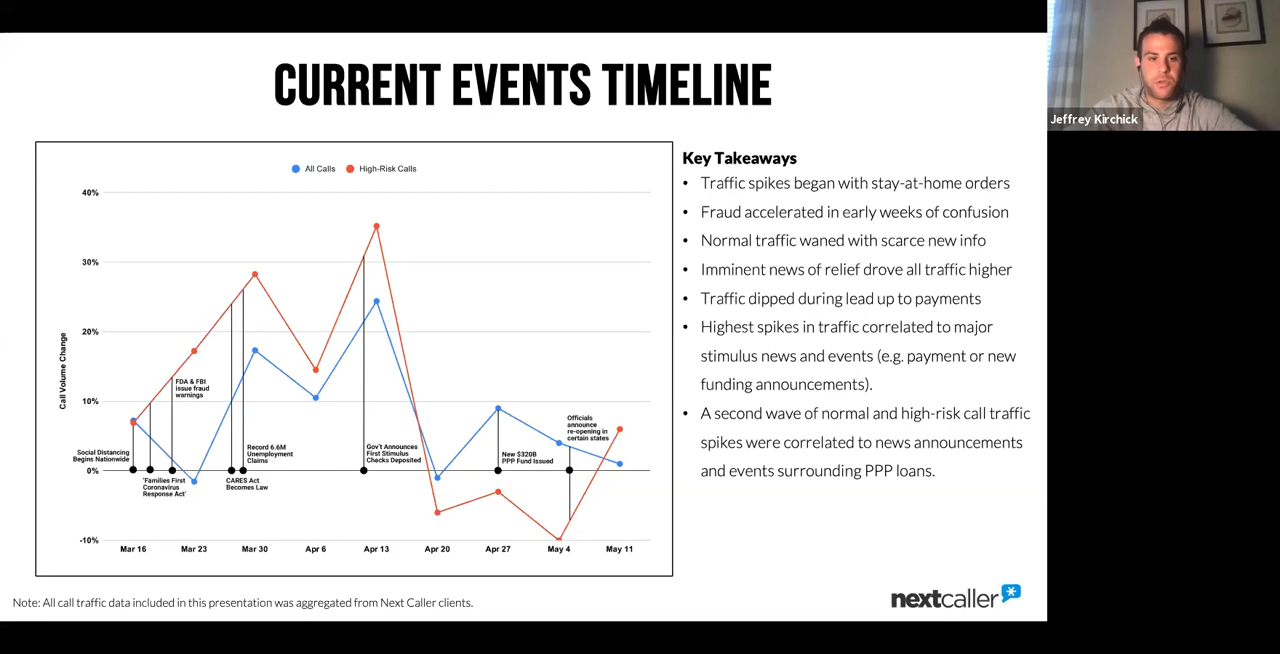 CURRENT EVENTS TIMELINE
Jeffrey Kirchick
All Calls
High-Risk Calls
40%
30%
20%
10%
0%
-10%
Call Volume Change
Social Distancing
Begins Nationwide
'Families First
Coronavirus
Response Act'
FDA & FBI
issue fraud
warnings
CARES Act
Becomes Law
Record 6.6M
Unemployment
Claims
Gov't Announces
First Stimulus
Checks Deposited
New $320B
PPP Fund Issued
Officials
announce
re-opening in
certain states
Mar 16
Mar 23
Mar 30
Apr 6
Apr 13
Apr 20
Apr 27
May 4
May 11
Key Takeaways
• Traffic spikes began with stay-at-home orders
• Fraud accelerated in early weeks of confusion
• Normal traffic waned with scarce new info
• Imminent news of relief drove all traffic higher
• Traffic dipped during lead up to payments
• Highest spikes in traffic correlated to major
stimulus news and events (e.g. payment or new
funding announcements).
• A second wave of normal and high-risk call traffic
spikes were correlated to news announcements
and events surrounding PPP loans.
Note: All call traffic data included in this presentation was aggregated from Next Caller clients.
nextcaller